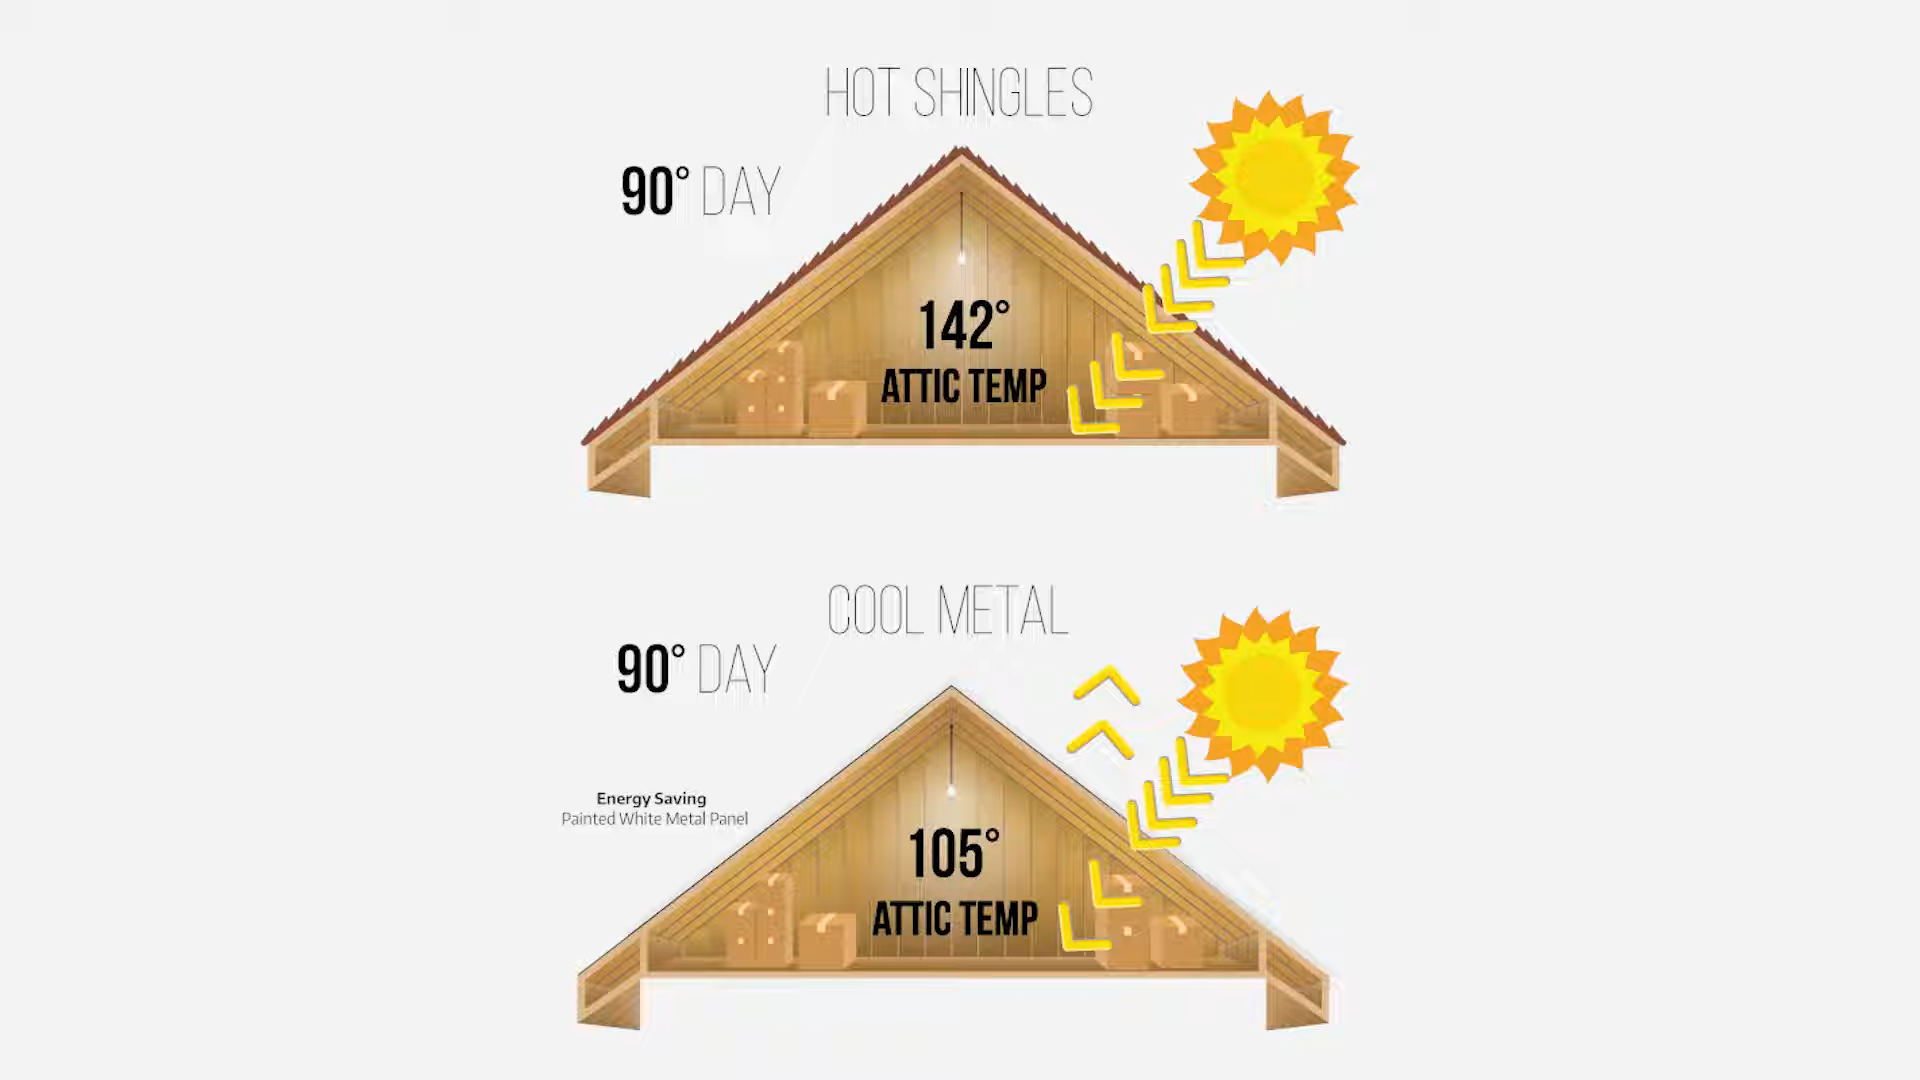 HOT SHINGLES
90° DAY
142°
ATTIC TEMP
COOL METAL
90° DAY
Energy Saving
Painted White Metal Panel
105°
ATTIC TEMP